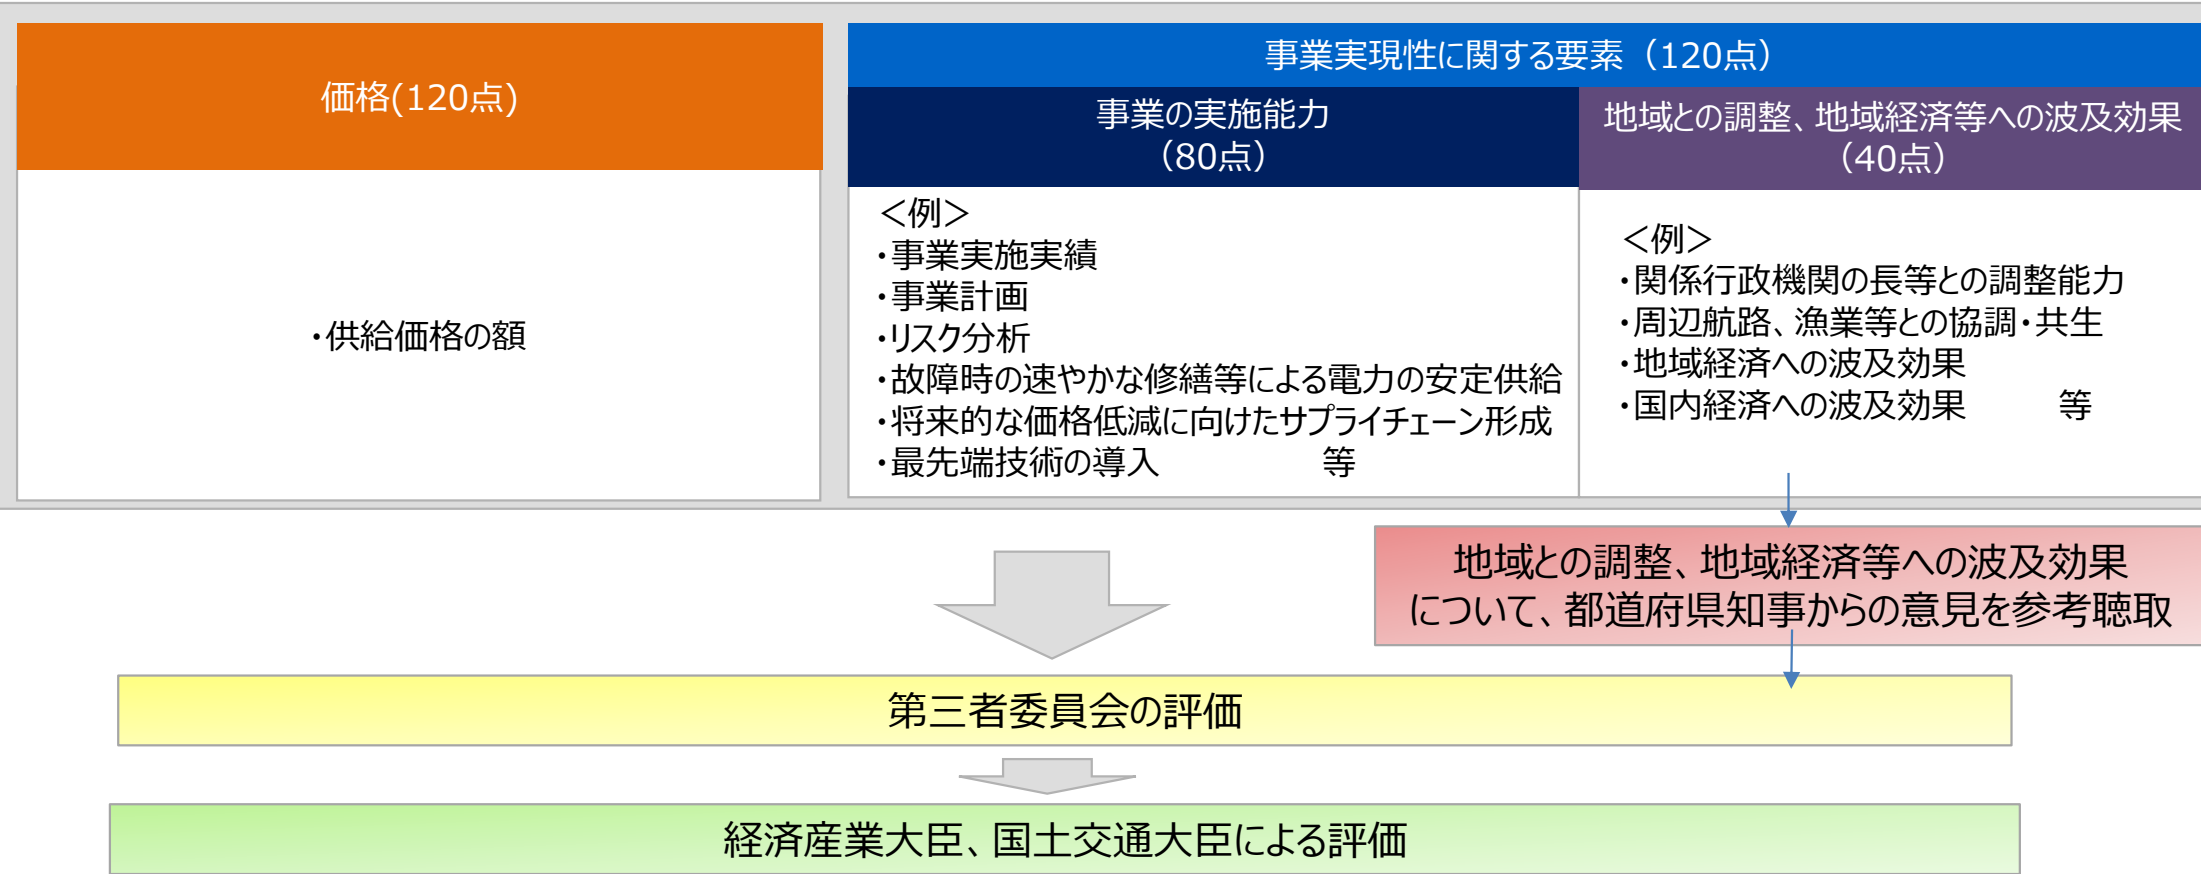 価格(120点)
・供給価格の額
事業実現性に関する要素（120点）
事業の実施能力
（80点）
＜例＞
・事業実施実績
・事業計画
・リスク分析
・故障時の速やかな修繕等による電力の安定供給
・将来的な価格低減に向けたサプライチェーン形成
・最先端技術の導入　　　　　等
地域との調整、地域経済等への波及効果
（40点）
＜例＞
・関係行政機関の長等との調整能力
・周辺航路、漁業等との協調・共生
・地域経済への波及効果
・国内経済への波及効果　　　等
地域との調整、地域経済等への波及効果
について、都道府県知事からの意見を参考聴取
第三者委員会の評価
経済産業大臣、国土交通大臣による評価